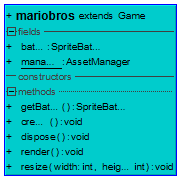 + mariobros extends Game
fields
+ bat... : SpriteBat...
+ mana... : AssetManager
constructors
methods
+ getBat... ( ) : SpriteBat...
+ cre... ( ) : void
+ dispose ( ) : void
+ render ( ) : void
+ resize ( width: int, heig... int ) : void